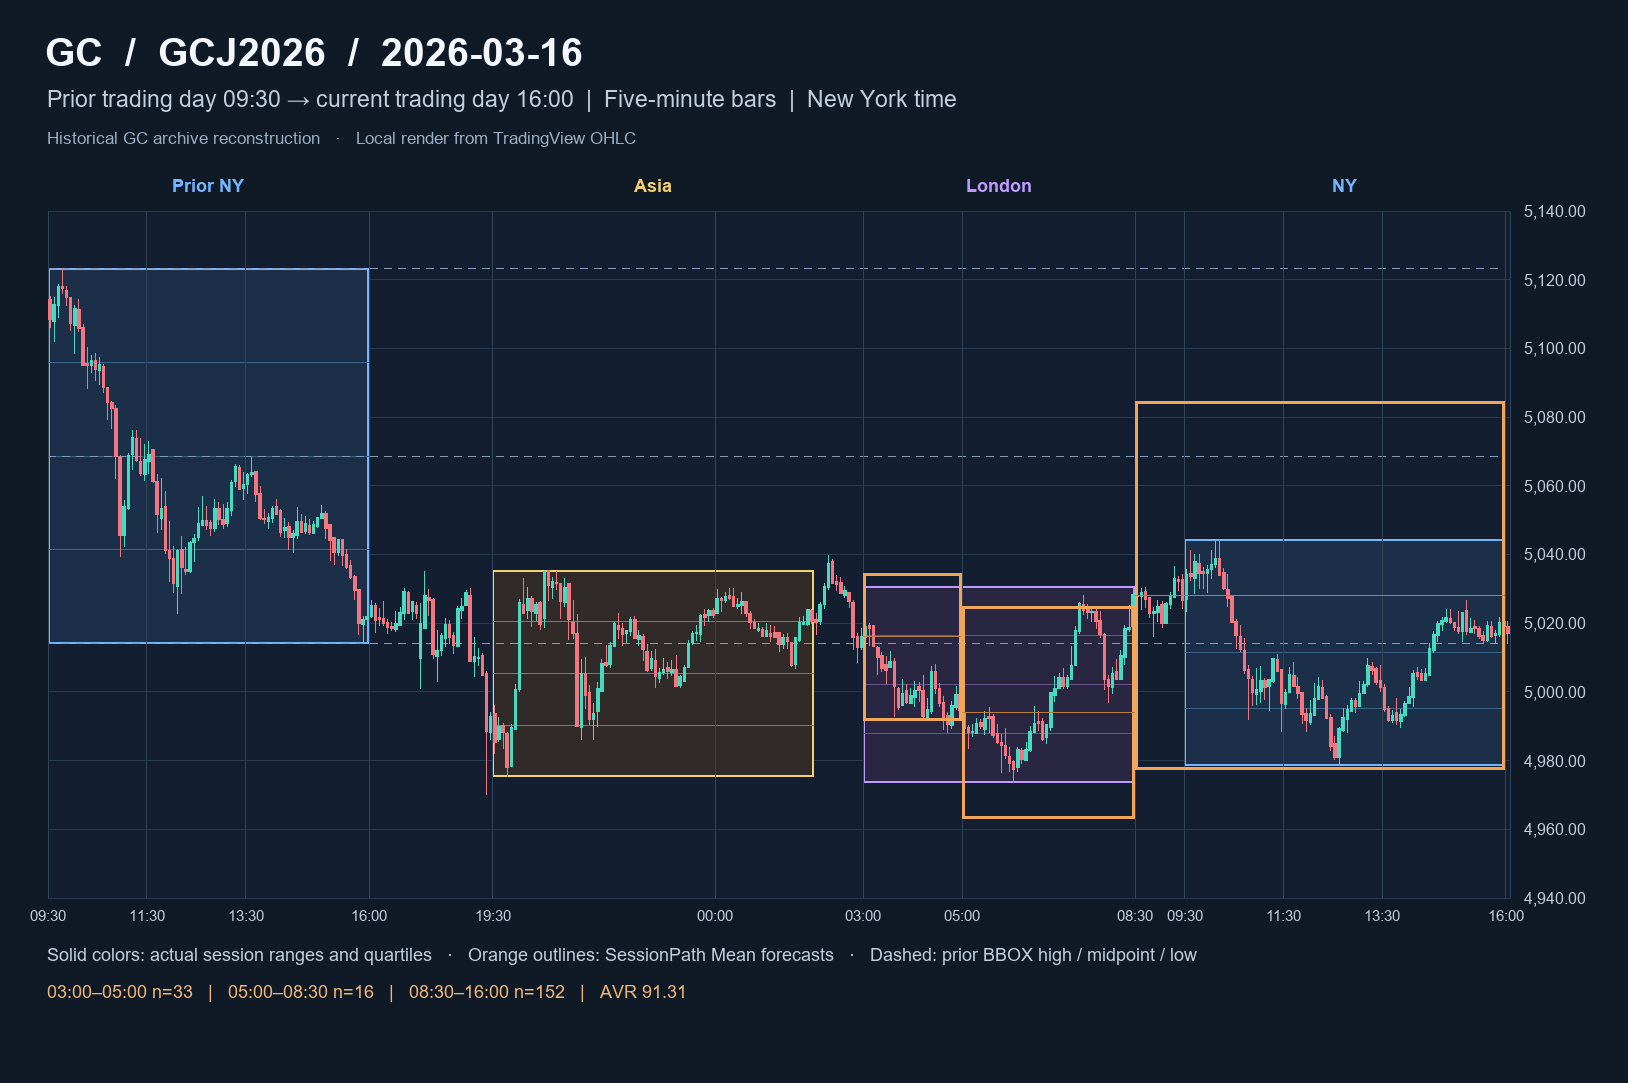 GC / GCJ2026 / 2026-03-16
Prior trading day 09:30 → current trading day 16:00 | Five-minute bars | New York time
Historical GC archive reconstruction · Local render from TradingView OHLC
Prior NY Asia London NY
5,140.00
5,120.00
5,100.00
5,080.00
5,060.00
5,040.00
5,020.00
5,000.00
4,980.00
4,960.00
4,940.00
09:30 11:30 13:30 16:00 19:30 00:00 03:00 05:00 08:30 09:30 11:30 13:30 16:00
Solid colors: actual session ranges and quartiles · Orange outlines: SessionPath Mean forecasts · Dashed: prior BBOX high / midpoint / low
03:00–05:00 n=33 | 05:00–08:30 n=16 | 08:30–16:00 n=152 | AVR 91.31